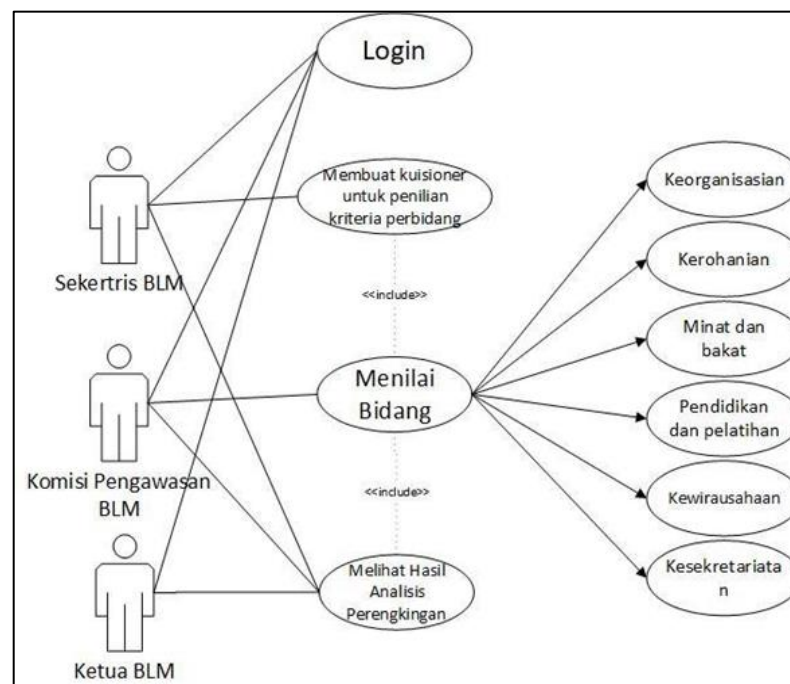 Login
Membuat kuisioner
untuk penilian
kriteria perbidang
Sekertris BLM
<<include>>
Menilai
Bidang
Komisi Pengawasan
BLM
<<include>>
Melihat Hasil
Analisis
Perengkingan
Ketua BLM
Keorganisasian
Kerohanian
Minat dan
bakat
Pendidikan
dan pelatihan
Kewirausahaan
Kesekretariata
n